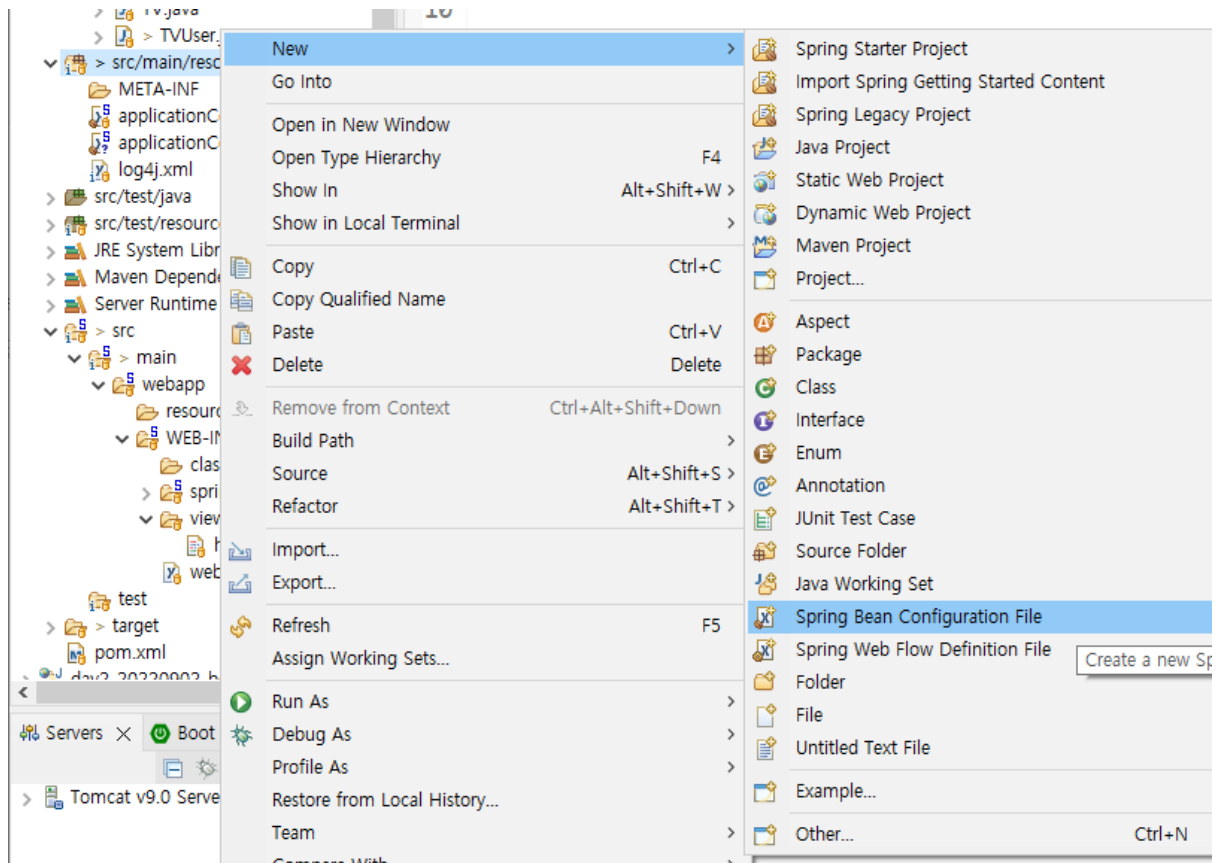 TV.java
10
> TVUser.
> src/main/resc
META-INF
applicationC
applicationC
log4j.xml
src/test/java
src/test/resourc
JRE System Libr
Maven Depend
Server Runtime
> src
> main
webapp
resourc
WEB-IN
clas
spri
view
h
web
test
> target
pom.xml
Servers
Boot
Tomcat v9.0 Serve
New
Go Into
Open in New Window
Open Type Hierarchy F4
Show In Alt+Shift+W >
Show in Local Terminal
Copy Ctrl+C
Copy Qualified Name
Paste Ctrl+V
Delete Delete
Remove from Context Ctrl+Alt+Shift+Down
Build Path
Source Alt+Shift+S >
Refactor Alt+Shift+T >
Import...
Export...
Refresh F5
Assign Working Sets...
Run As
Debug As
Profile As
Restore from Local History...
Team
Compare With
Spring Starter Project
Import Spring Getting Started Content
Spring Legacy Project
Java Project
Static Web Project
Dynamic Web Project
Maven Project
Project...
Aspect
Package
Class
Interface
Enum
Annotation
JUnit Test Case
Source Folder
Java Working Set
Spring Bean Configuration File
Spring Web Flow Definition File
Create a new Sp
Folder
File
Untitled Text File
Example...
Other... Ctrl+N